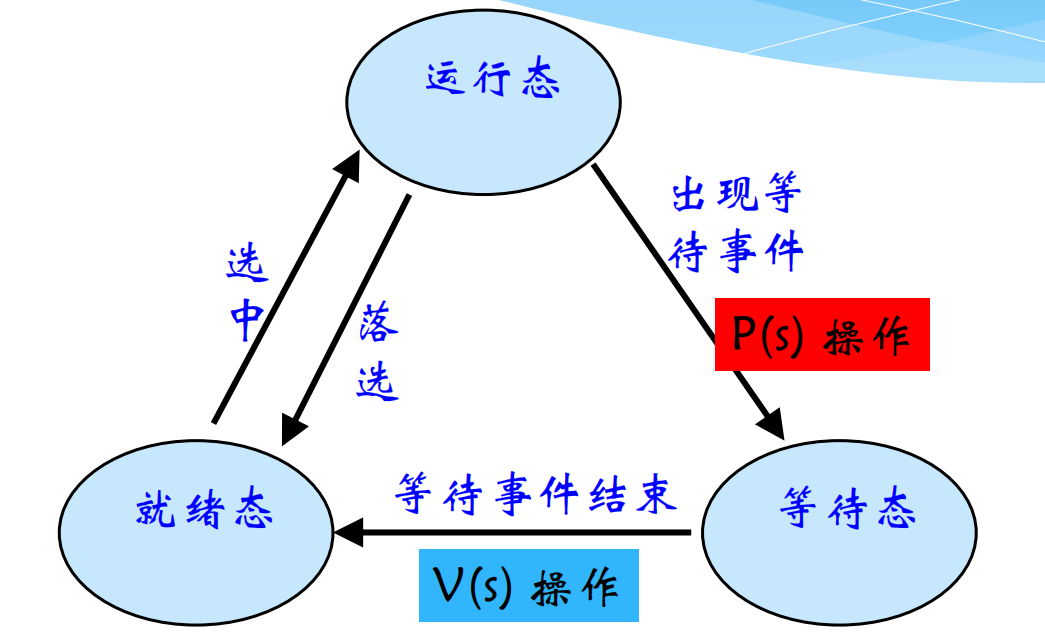 运行态
出现等
待事件
P(s) 操作
选
中
落
选
就绪态
等待事件结束
V(s) 操作
等待态